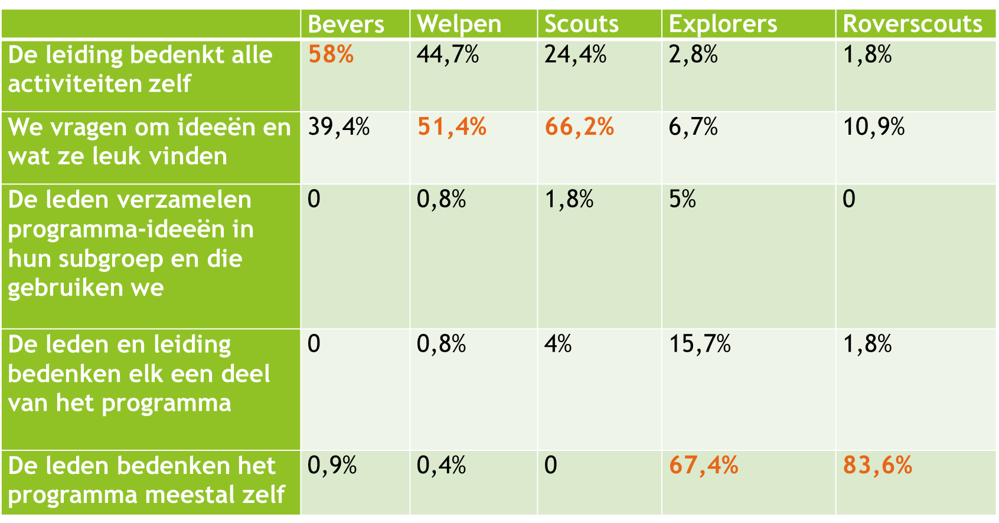 Bevers Welpen Scouts Explorers Roverscouts
De leiding bedenkt alle 58% 44,7% 24,4% 2,8% 1,8%
activiteiten zelf
We vragen om ideeën en 39,4% 51,4% 66,2% 6,7% 10,9%
wat ze leuk vinden
De leden verzamelen 0 0,8% 1,8% 5% 0
programma-ideeën in
hun subgroep en die
gebruiken we
De leden en leiding 0 0,8% 4% 15,7% 1,8%
bedenken elk een deel
van het programma
De leden bedenken het 0,9% 0,4% 0 67,4% 83,6%
programma meestal zelf